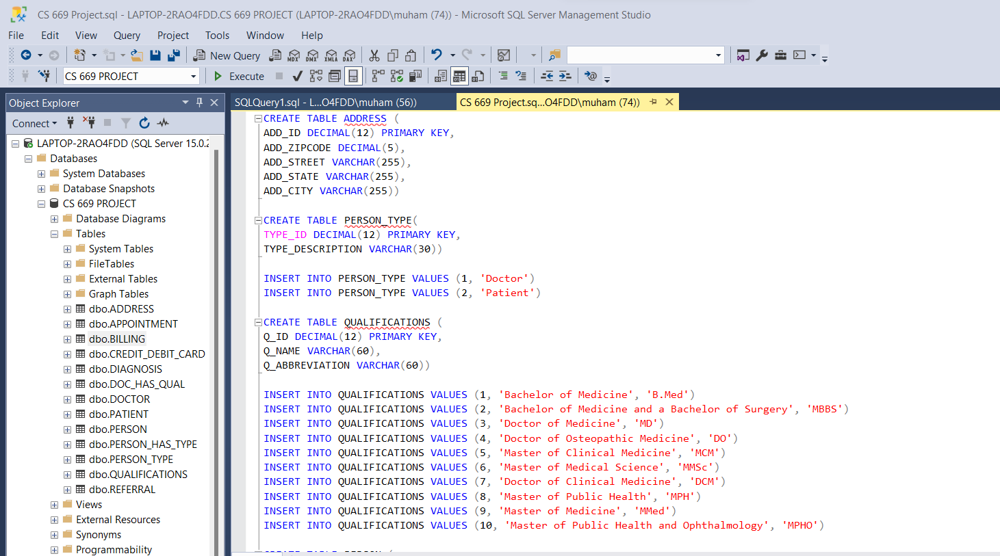 CS 669 Project.sql - LAPTOP-2RAO4FDD.CS 669 PROJECT (LAPTOP-2RAO4FDD\muham (74)) - Microsoft SQL Server Management Studio
File Edit View Query Project Tools Window Help
New Query MDX DMX XMLA DAX
CS 669 PROJECT Execute
Object Explorer
Connect
LAPTOP-2RAO4FDD (SQL Server 15.0.2
Databases
System Databases
Database Snapshots
CS 669 PROJECT
Database Diagrams
Tables
System Tables
FileTables
External Tables
Graph Tables
dbo.ADDRESS
dbo.APPOINTMENT
dbo.BILLING
dbo.CREDIT_DEBIT_CARD
dbo.DIAGNOSIS
dbo.DOC_HAS_QUAL
dbo.DOCTOR
dbo.PATIENT
dbo.PERSON
dbo.PERSON_HAS_TYPE
dbo.PERSON_TYPE
dbo.QUALIFICATIONS
dbo.REFERRAL
Views
External Resources
Synonyms
Programmability
SQLQuery1.sql - L...O4FDD\muham (56)) CS 669 Project.sq...O4FDD\muham (74))
CREATE TABLE ADDRESS (
ADD_ID DECIMAL(12) PRIMARY KEY,
ADD_ZIPCODE DECIMAL(5),
ADD_STREET VARCHAR(255),
ADD_STATE VARCHAR(255),
ADD_CITY VARCHAR(255))
CREATE TABLE PERSON_TYPE(
TYPE_ID DECIMAL(12) PRIMARY KEY,
TYPE_DESCRIPTION VARCHAR(30))
INSERT INTO PERSON_TYPE VALUES (1, 'Doctor')
INSERT INTO PERSON_TYPE VALUES (2, 'Patient')
CREATE TABLE QUALIFICATIONS (
Q_ID DECIMAL(12) PRIMARY KEY,
Q_NAME VARCHAR(60),
Q_ABBREVIATION VARCHAR(60))
INSERT INTO QUALIFICATIONS VALUES (1, 'Bachelor of Medicine', 'B.Med')
INSERT INTO QUALIFICATIONS VALUES (2, 'Bachelor of Medicine and a Bachelor of Surgery', 'MBBS')
INSERT INTO QUALIFICATIONS VALUES (3, 'Doctor of Medicine', 'MD')
INSERT INTO QUALIFICATIONS VALUES (4, 'Doctor of Osteopathic Medicine', 'DO')
INSERT INTO QUALIFICATIONS VALUES (5, 'Master of Clinical Medicine', 'MCM')
INSERT INTO QUALIFICATIONS VALUES (6, 'Master of Medical Science', 'MMSc')
INSERT INTO QUALIFICATIONS VALUES (7, 'Doctor of Clinical Medicine', 'DCM')
INSERT INTO QUALIFICATIONS VALUES (8, 'Master of Public Health', 'MPH')
INSERT INTO QUALIFICATIONS VALUES (9, 'Master of Medicine', 'MMed')
INSERT INTO QUALIFICATIONS VALUES (10, 'Master of Public Health and Ophthalmology', 'MPHO')